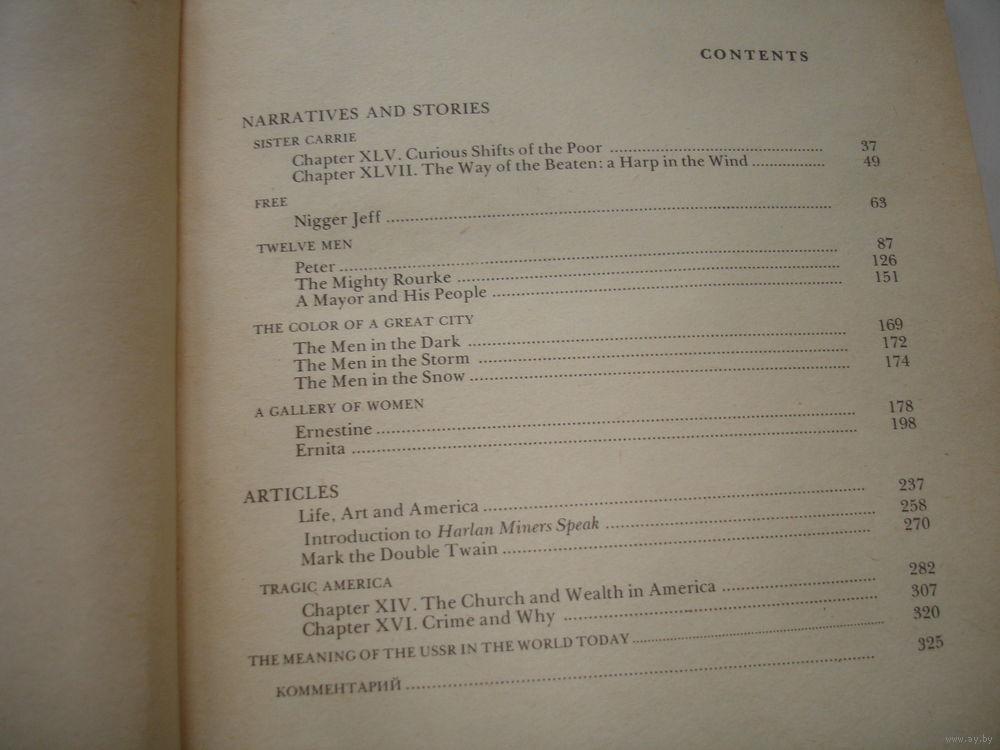 CONTENTS
NARRATIVES AND STORIES
SISTER CARRIE
Chapter XLV. Curious Shifts of the Poor ........ 37
Chapter XLVII. The Way of the Beaten: a Harp in the Wind ........ 49
FREE
Nigger Jeff ........ 63
TWELVE MEN
Peter ........ 87
The Mighty Rourke ........ 126
A Mayor and His People ........ 151
THE COLOR OF A GREAT CITY
The Men in the Dark ........ 169
The Men in the Storm ........ 172
The Men in the Snow ........ 174
A GALLERY OF WOMEN
Ernestine ........ 178
Ernita ........ 198
ARTICLES
Life, Art and America ........ 237
Introduction to Harlan Miners Speak ........ 258
Mark the Double Twain ........ 270
TRAGIC AMERICA
Chapter XIV. The Church and Wealth in America ........ 282
Chapter XVI. Crime and Why ........ 307
THE MEANING OF THE USSR IN THE WORLD TODAY ........ 320
КОММЕНТАРИЙ ........ 325
www.ay.by